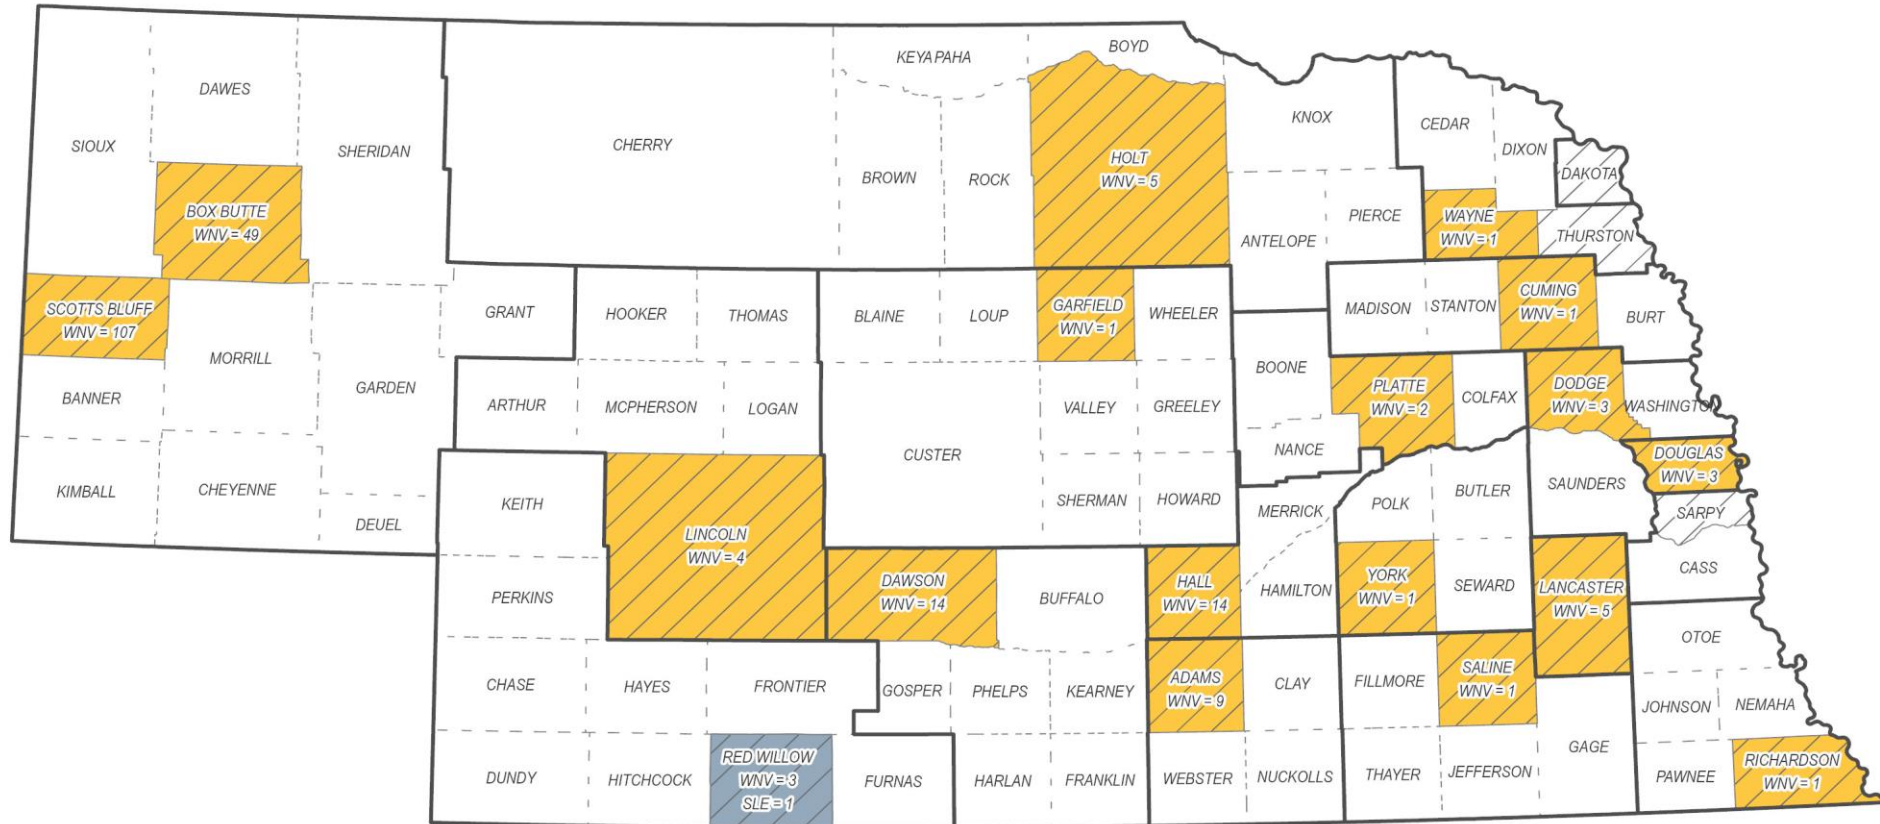 DAWES
SIOUX
SHERIDAN
BOX BUTTE
WNV = 49
SCOTTS BLUFF
WNV = 107
MORRILL
BANNER
GARDEN
KIMBALL
CHEYENNE
DEUEL
CHERRY
KEYAPAHA
BOYD
BROWN
ROCK
HOLT
WNV = 5
KNOX
CEDAR
DIXON
DAKOTA
ANTELOPE
PIERCE
WAYNE
WNV = 1
THURSTON
GRANT
HOOKER
THOMAS
BLAINE
LOUP
GARFIELD
WNV = 1
WHEELER
MADISON
STANTON
CUMING
WNV = 1
BURT
ARTHUR
MCPHERSON
LOGAN
CUSTER
VALLEY
GREELEY
BOONE
PLATTE
WNV = 2
COLFAX
DODGE
WNV = 3
WASHINGTON
NANCE
DOUGLAS
WNV = 3
KEITH
LINCOLN
WNV = 4
SHERMAN
HOWARD
MERRICK
POLK
BUTLER
SAUNDERS
SARPY
PERKINS
DAWSON
WNV = 14
BUFFALO
HALL
WNV = 14
HAMILTON
YORK
WNV = 1
SEWARD
LANCASTER
WNV = 5
CASS
OTOE
CHASE
HAYES
FRONTIER
GOSPER
PHELPS
KEARNEY
ADAMS
WNV = 9
CLAY
FILLMORE
SALINE
WNV = 1
JOHNSON
NEMAHA
DUNDY
HITCHCOCK
RED WILLOW
WNV = 3
SLE = 1
FURNAS
HARLAN
FRANKLIN
WEBSTER
NUCKOLLS
THAYER
JEFFERSON
GAGE
PAWNEE
RICHARDSON
WNV = 1